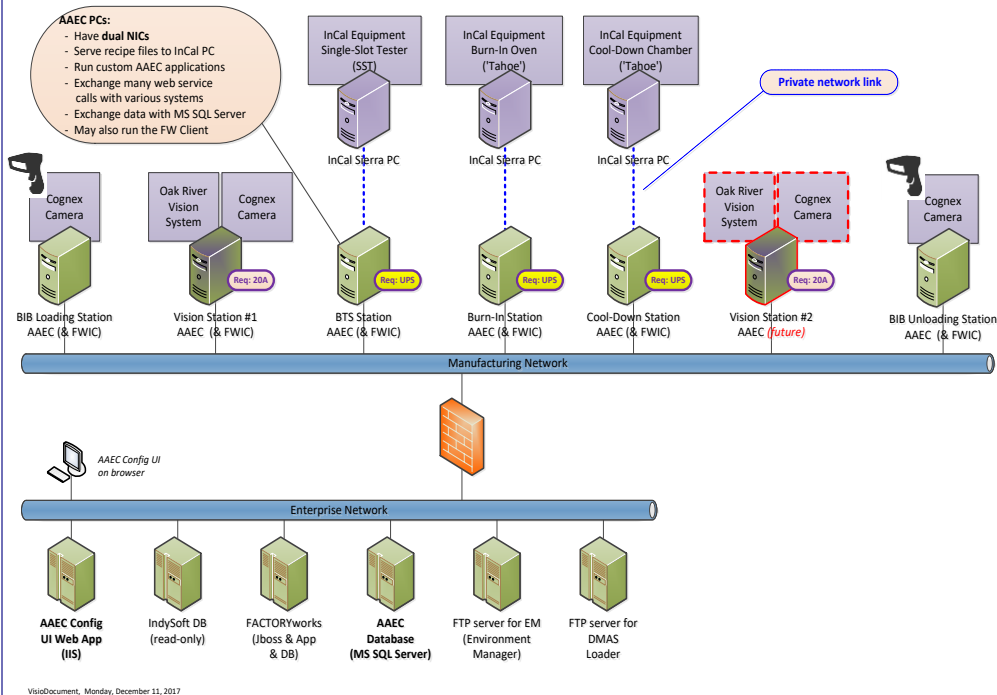 AAEC PCs:
- Have dual NICs
- Serve recipe files to InCal PC
- Run custom AAEC applications
- Exchange many web service
calls with various systems
- Exchange data with MS SQL Server
- May also run the FW Client
InCal Equipment
Single-Slot Tester
(SST)
InCal Equipment
Burn-In Oven
('Tahoe')
InCal Equipment
Cool-Down Chamber
('Tahoe')
Private network link
InCal Sierra PC
InCal Sierra PC
InCal Sierra PC
Cognex
Camera
Oak River
Vision
System
Cognex
Camera
Oak River
Vision
System
Cognex
Camera
Cognex
Camera
Req: 20A
Req: UPS
Req: UPS
Req: UPS
Req: 20A
BIB Loading Station
AAEC (& FWIC)
Vision Station #1
AAEC (& FWIC)
BTS Station
AAEC (& FWIC)
Burn-In Station
AAEC (& FWIC)
Cool-Down Station
AAEC (& FWIC)
Vision Station #2
AAEC (future)
BIB Unloading Station
AAEC (& FWIC)
Manufacturing Network
AAEC Config UI
on browser
Enterprise Network
AAEC Config
UI Web App
(IIS)
IndySoft DB
(read-only)
FACTORYworks
(Jboss & App
& DB)
AAEC
Database
(MS SQL Server)
FTP server for EM
(Environment
Manager)
FTP server for
DMAS
Loader
VisioDocument, Monday, December 11, 2017